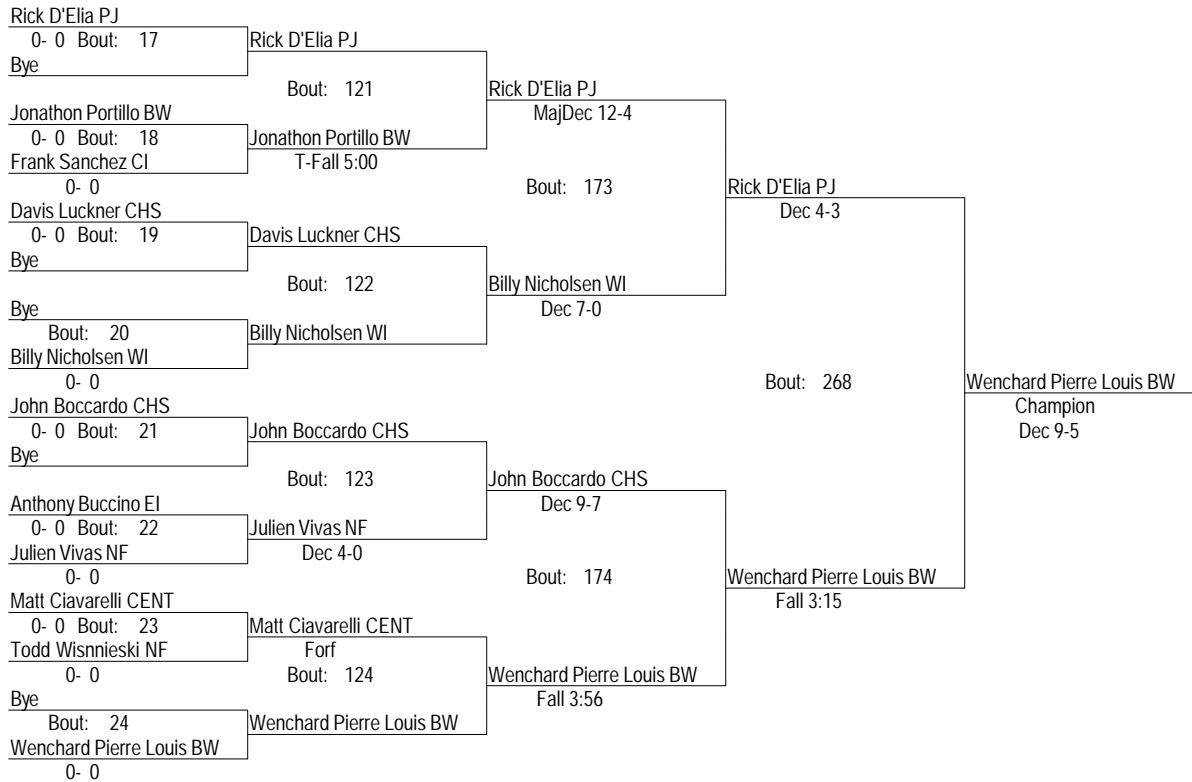 Rick D'Elia PJ
0- 0 Bout: 17
Rick D'Elia PJ
Bye
Bout: 121
Rick D'Elia PJ
Jonathon Portillo BW
MajDec 12-4
0- 0 Bout: 18
Jonathon Portillo BW
Frank Sanchez CI
T-Fall 5:00
0- 0
Bout: 173
Rick D'Elia PJ
Davis Luckner CHS
Dec 4-3
0- 0 Bout: 19
Davis Luckner CHS
Bye
Bout: 122
Billy Nicholsen WI
Bye
Dec 7-0
Bout: 20
Billy Nicholsen WI
Billy Nicholsen WI
0- 0
Bout: 268
Wenchard Pierre Louis BW
John Boccardo CHS
Champion
0- 0 Bout: 21
John Boccardo CHS
Dec 9-5
Bye
Bout: 123
John Boccardo CHS
Anthony Buccino EI
Dec 9-7
0- 0 Bout: 22
Julien Vivas NF
Julien Vivas NF
Dec 4-0
0- 0
Bout: 174
Wenchard Pierre Louis BW
Matt Ciavarelli CENT
Fall 3:15
0- 0 Bout: 23
Matt Ciavarelli CENT
Todd Wisnnieski NF
Forf
0- 0
Bout: 124
Wenchard Pierre Louis BW
Bye
Fall 3:56
Bout: 24
Wenchard Pierre Louis BW
Wenchard Pierre Louis BW
0- 0